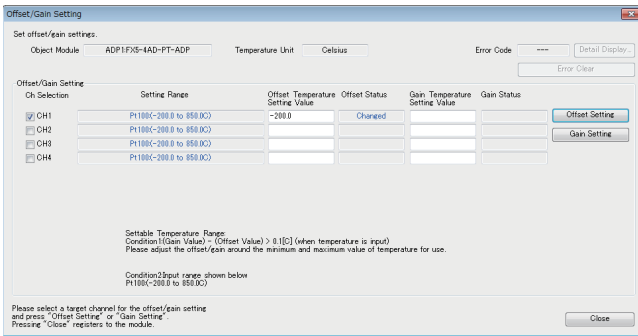 Offset/Gain Setting
Set offset/gain settings.
Object Module ADP1:FX5-4AD-PT-ADP Temperature Unit Celsius Error Code --- Detail Display...
Error Clear
Offset/Gain Setting
Ch Selection Setting Range Offset Temperature Setting Value Offset Status Gain Temperature Setting Value Gain Status
CH1 Pt100(-200.0 to 850.0C) -200.0 Changed Offset Setting
CH2 Pt100(-200.0 to 850.0C) Gain Setting
CH3 Pt100(-200.0 to 850.0C)
CH4 Pt100(-200.0 to 850.0C)
Settable Temperature Range:
Condition1:(Gain Value) - (Offset Value) > 0.1[C] (when temperature is input)
Please adjust the offset/gain around the minimum and maximum value of temperature for use.
Condition2:Input range shown below
Pt100(-200.0 to 850.0C)
Please select a target channel for the offset/gain setting
and press "Offset Setting" or "Gain Setting".
Pressing "Close" registers to the module.
Close